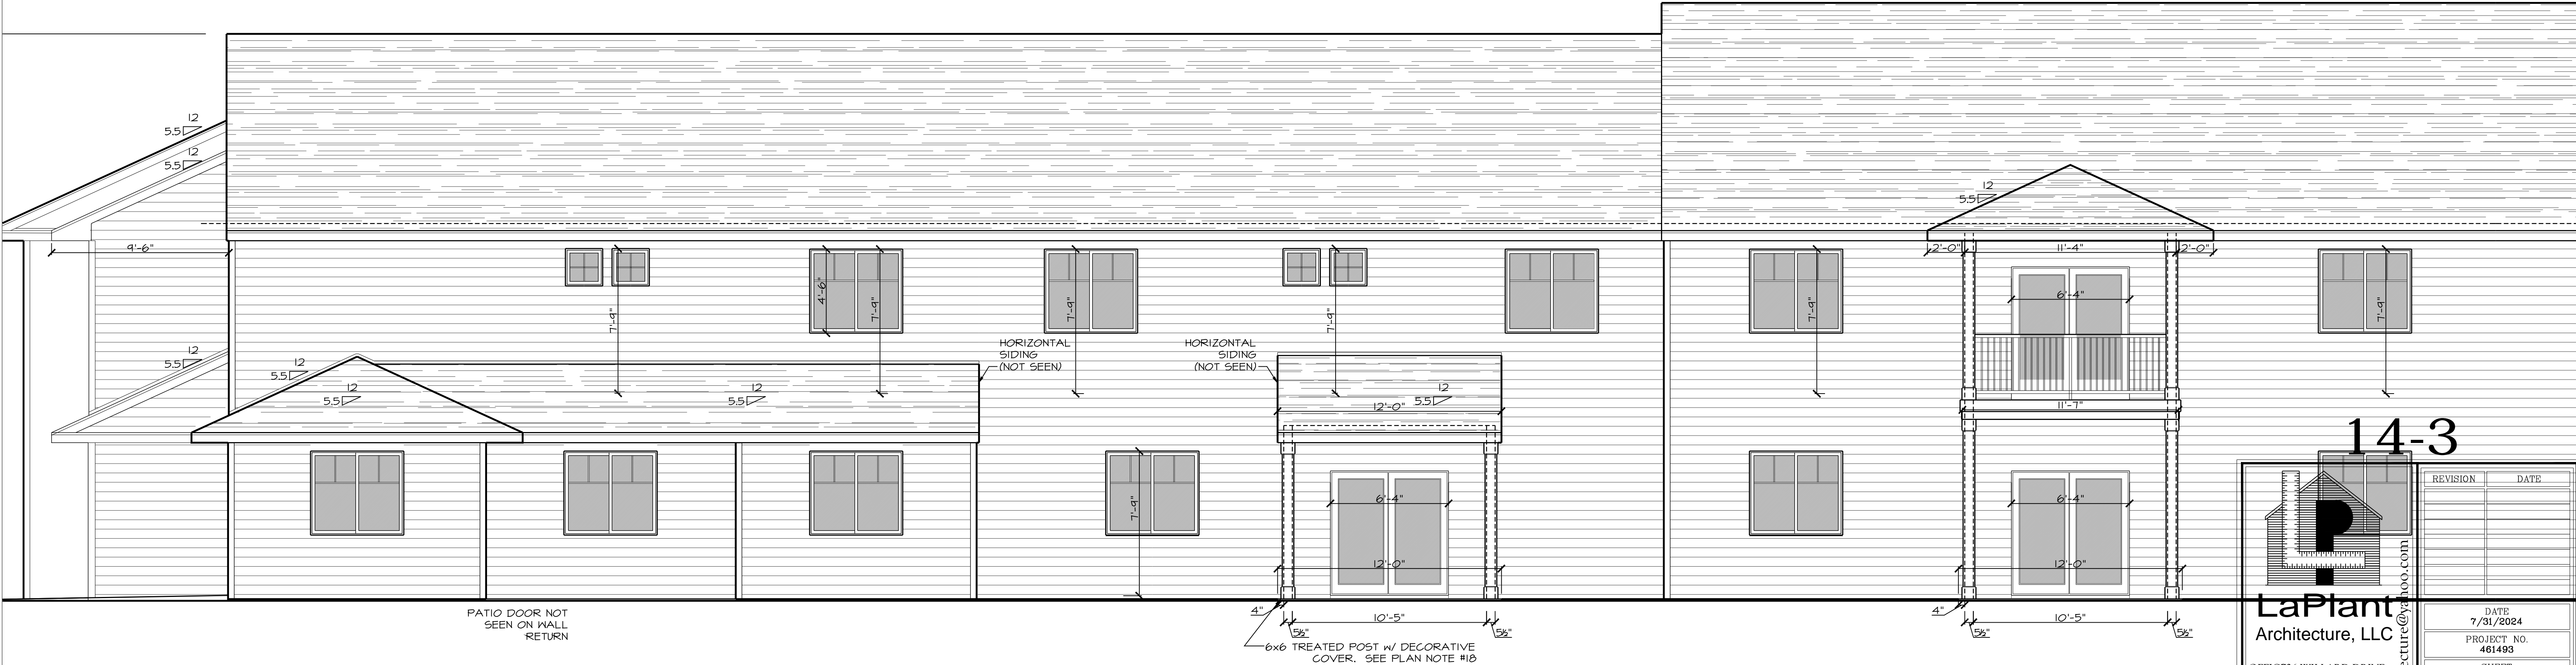 12
5.5
12
5.5
12
5.5
9'-6"
2'-0"
11'-4"
2'-0"
4'-6"
7'-9"
7'-9"
7'-9"
7'-9"
7'-9"
6'-4"
7'-9"
HORIZONTAL
SIDING
(NOT SEEN)
HORIZONTAL
SIDING
(NOT SEEN)
12
5.5
12
5.5
12
5.5
12
5.5
12
5.5
12'-0"
11'-7"
14-3
7'-9"
6'-4"
6'-4"
12'-0"
12'-0"
REVISION
DATE
PATIO DOOR NOT
SEEN ON WALL
RETURN
4"
5½"
10'-5"
5½"
4"
5½"
10'-5"
5½"
6x6 TREATED POST W/ DECORATIVE
COVER. SEE PLAN NOTE #18
P
LaPlant
Architecture, LLC
cture@yahoo.com
DATE
7/31/2024
PROJECT NO.
461493